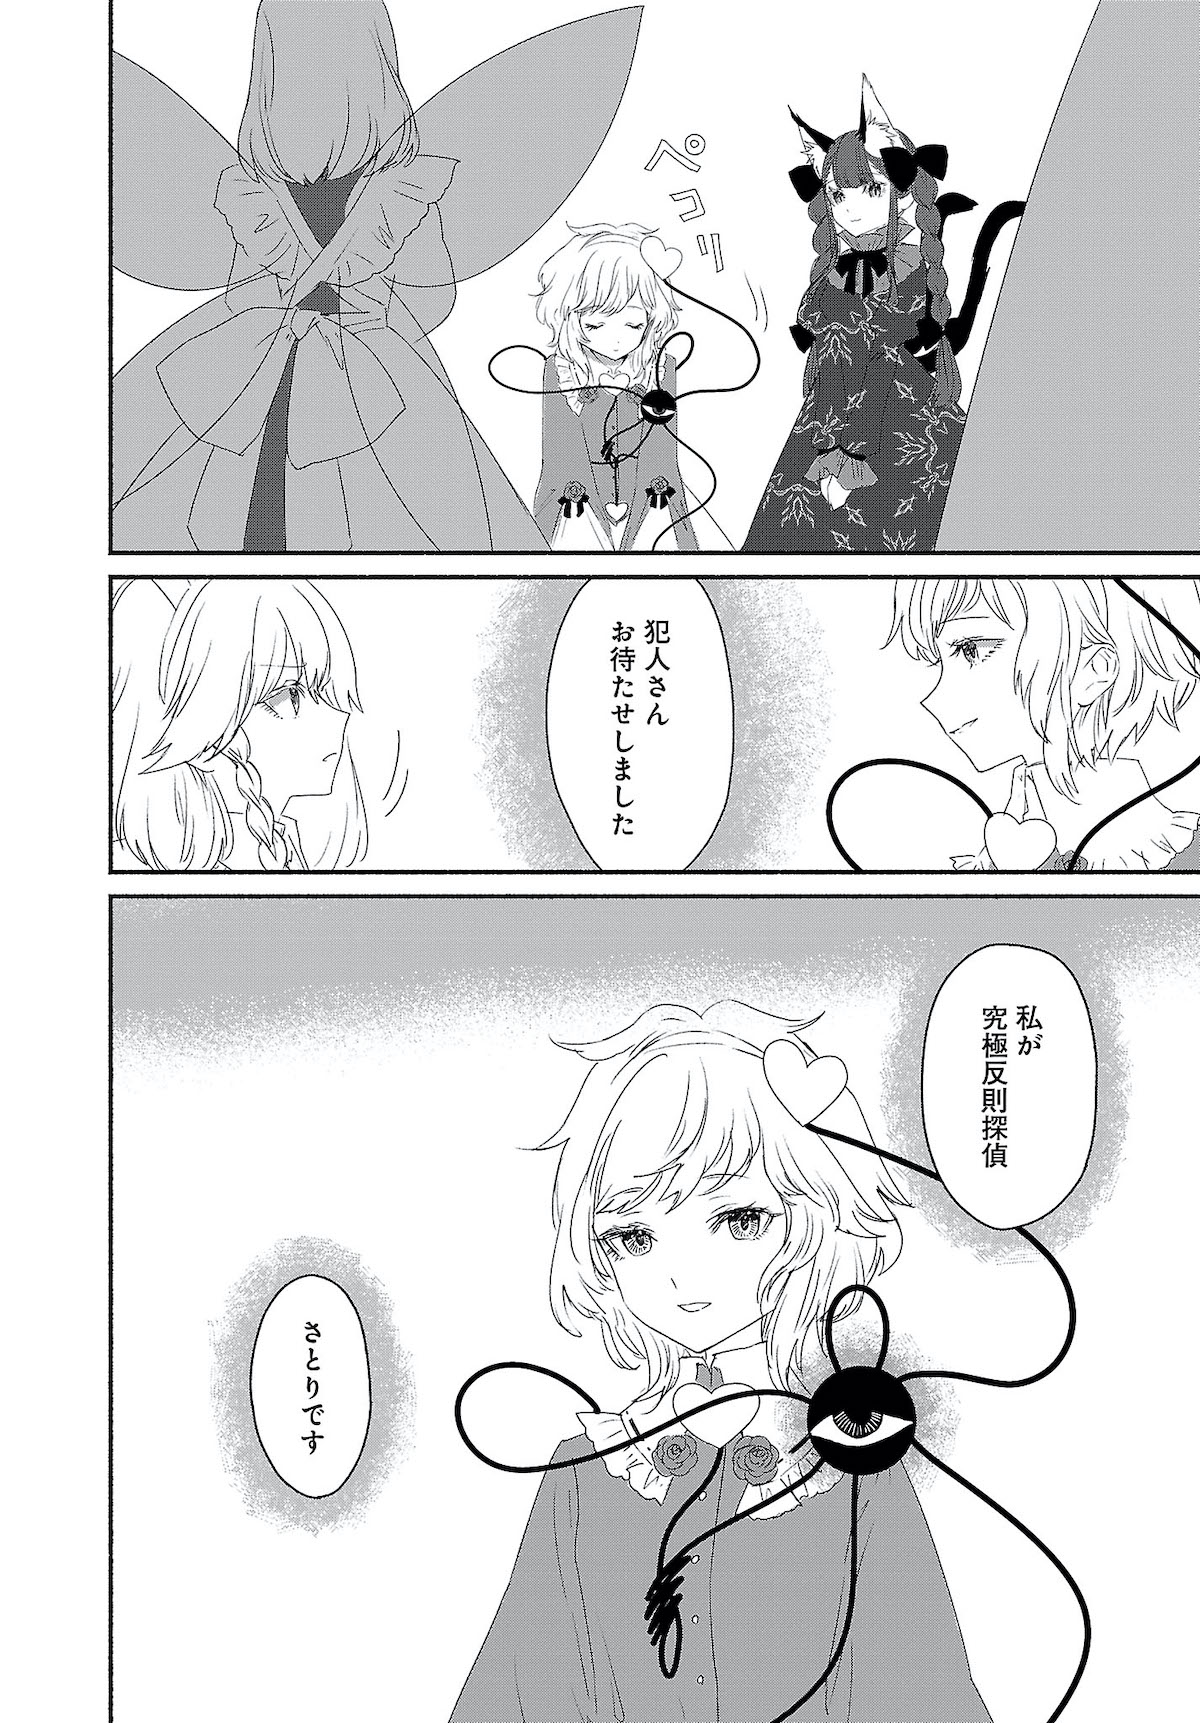 ペコリ
犯人さん
お待たせしました
私が
究極反則探偵
さとりです